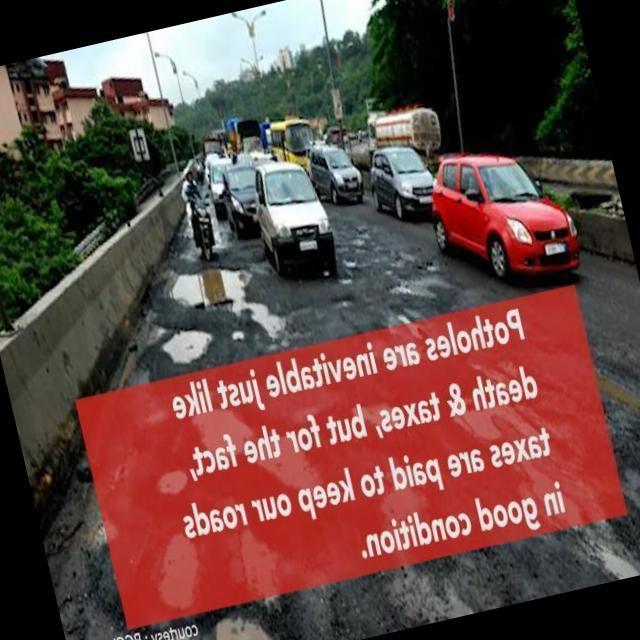 Potholes are inevitable just like
death & taxes, but for the fact,
taxes are paid to keep our roads
in good condition.
courtesy: